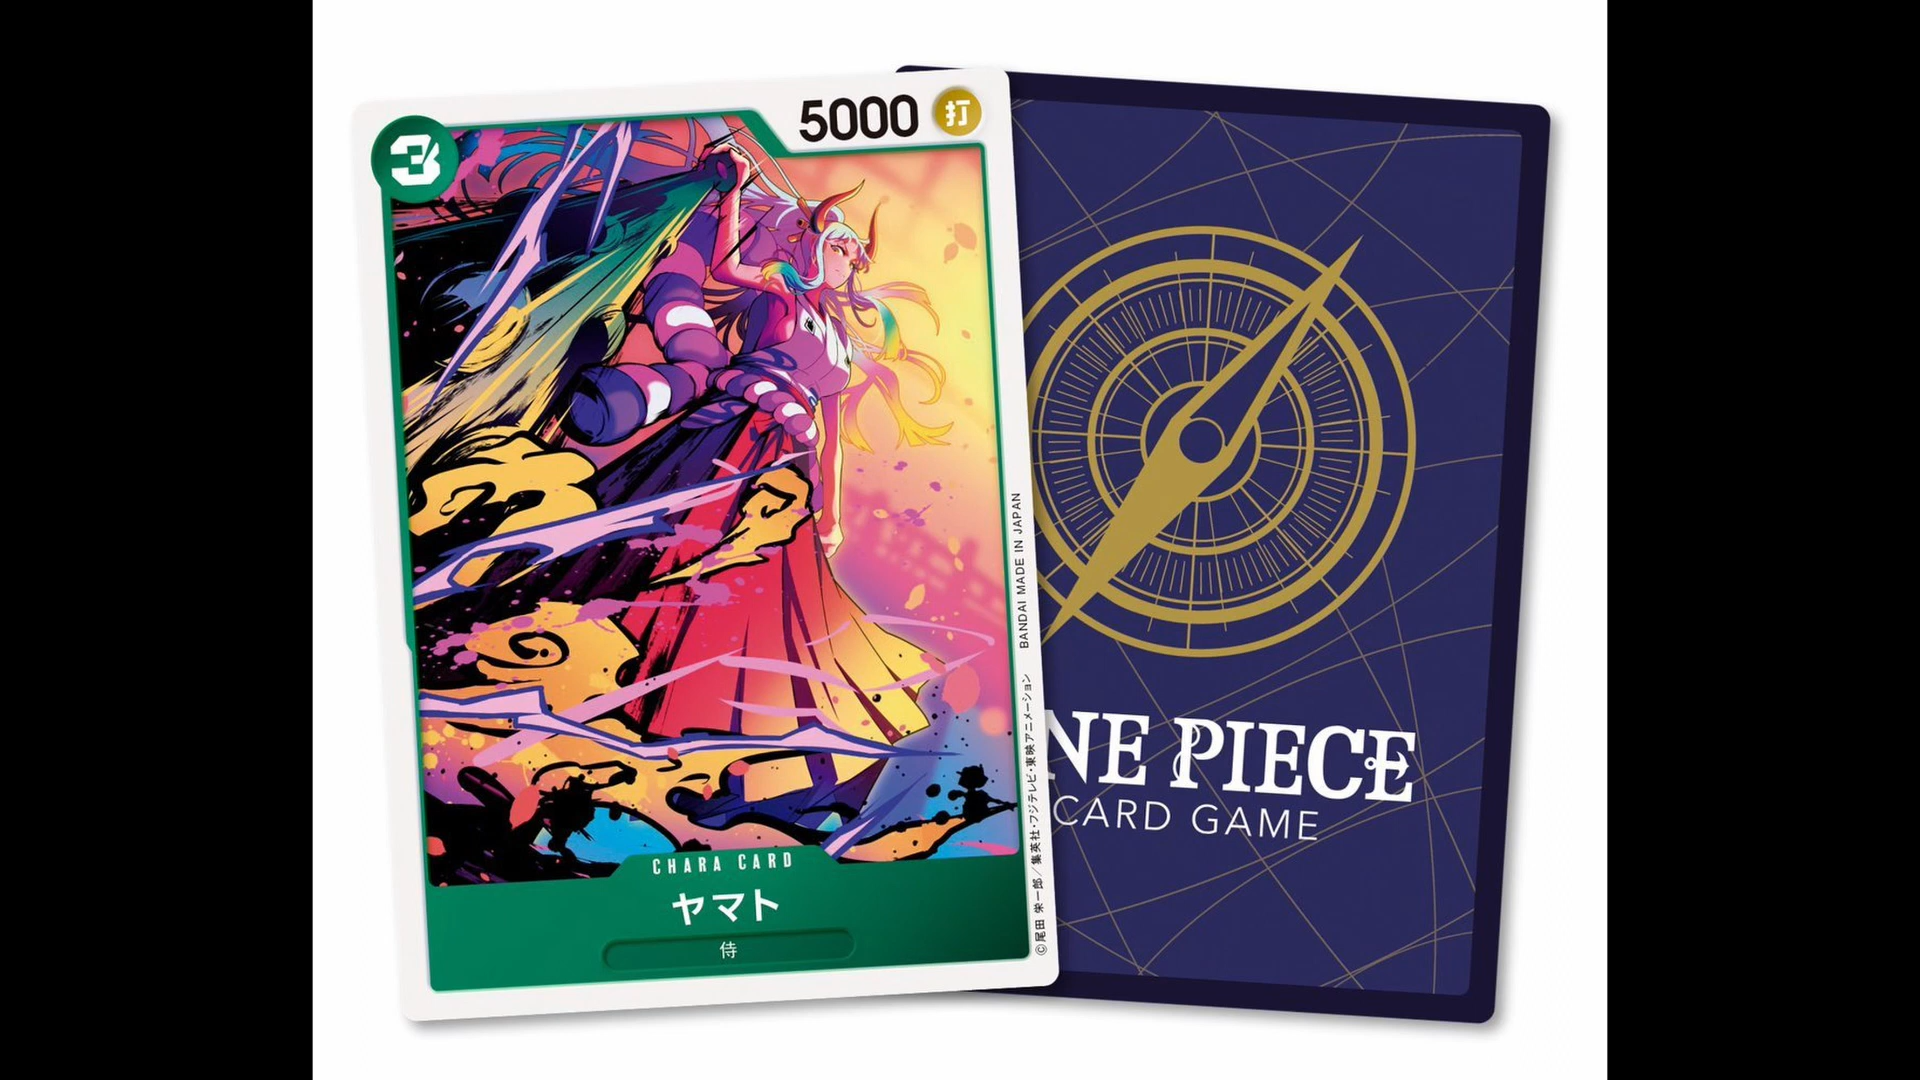 3
5000 打
BANDAI MADE IN JAPAN
©尾田 栄一郎／集英社・フジテレビ・東映アニメーション
CHARA CARD
ヤマト
侍
NE PIECE
CARD GAME